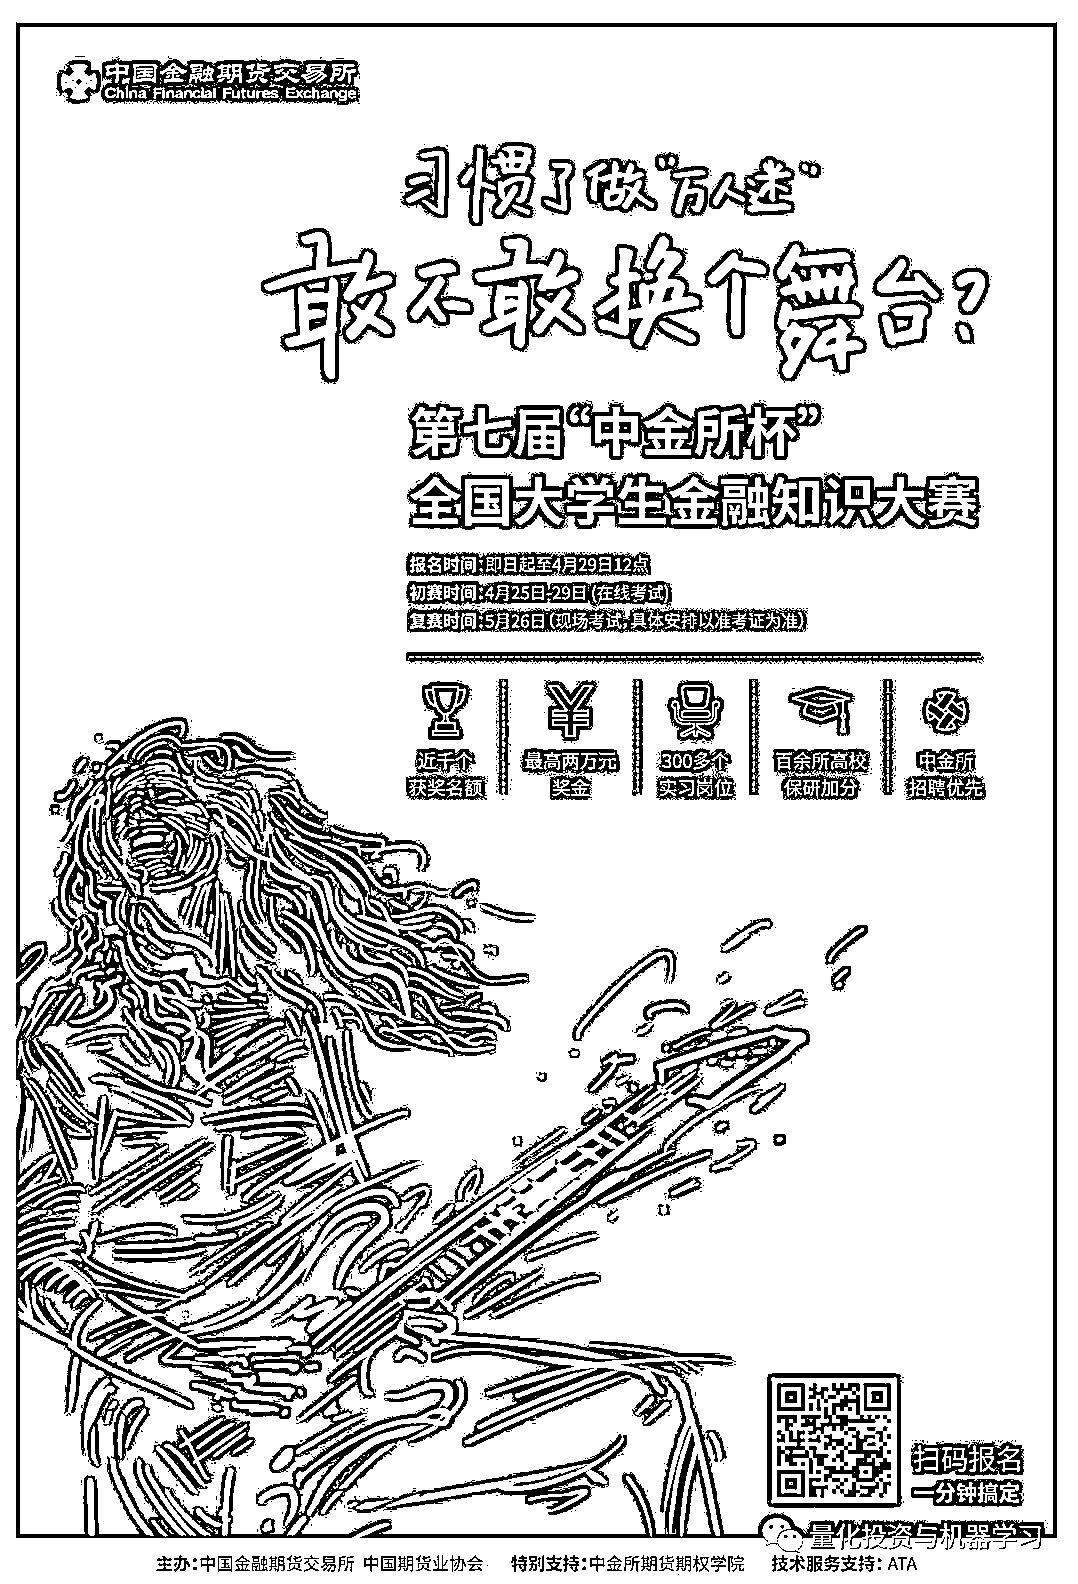 中国金融期货交易所
China Financial Futures Exchange
习惯了做“万人迷”
敢不敢换个舞台?
第七届“中金所杯”
全国大学生金融知识大赛
报名时间:即日起至4月29日12点
初赛时间:4月25日-29日(在线考试)
复赛时间:5月26日(现场考试,具体安排以准考证为准)
近千个
获奖名额
最高两万元
奖金
300多个
实习岗位
百余所高校
保研加分
中金所
招聘优先
扫码报名
一分钟搞定
量化投资与机器学习
主办:中国金融期货交易所 中国期货业协会 特别支持:中金所期货期权学院 技术服务支持: ATA